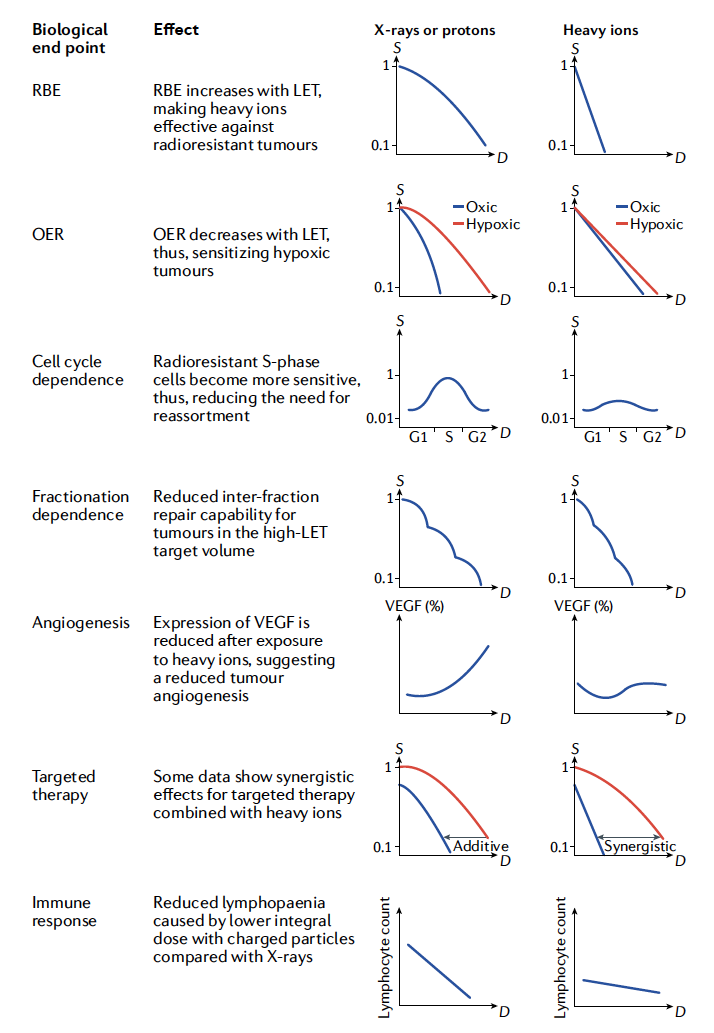 Biological
end point
Effect
X-rays or protons
Heavy ions
RBE
RBE increases with LET,
making heavy ions
effective against
radioresistant tumours
S
1
0.1
D
S
1
0.1
D
OER
OER decreases with LET,
thus, sensitizing hypoxic
tumours
S
1
Oxic
Hypoxic
0.1
D
S
1
Oxic
Hypoxic
0.1
D
Cell cycle
dependence
Radioresistant S-phase
cells become more sensitive,
thus, reducing the need for
reassortment
S
1
0.01
G1 S G2 D
S
1
0.01
G1 S G2 D
Fractionation
dependence
Reduced inter-fraction
repair capability for
tumours in the high-LET
target volume
S
1
0.1
D
S
1
0.1
D
Angiogenesis
Expression of VEGF is
reduced after exposure
to heavy ions, suggesting
a reduced tumour
angiogenesis
VEGF (%)
D
VEGF (%)
D
Targeted
therapy
Some data show synergistic
effects for targeted therapy
combined with heavy ions
S
1
0.1
Additive
D
S
1
0.1
Synergistic
D
Immune
response
Reduced lymphopaenia
caused by lower integral
dose with charged particles
compared with X-rays
Lymphocyte count
D
Lymphocyte count
D